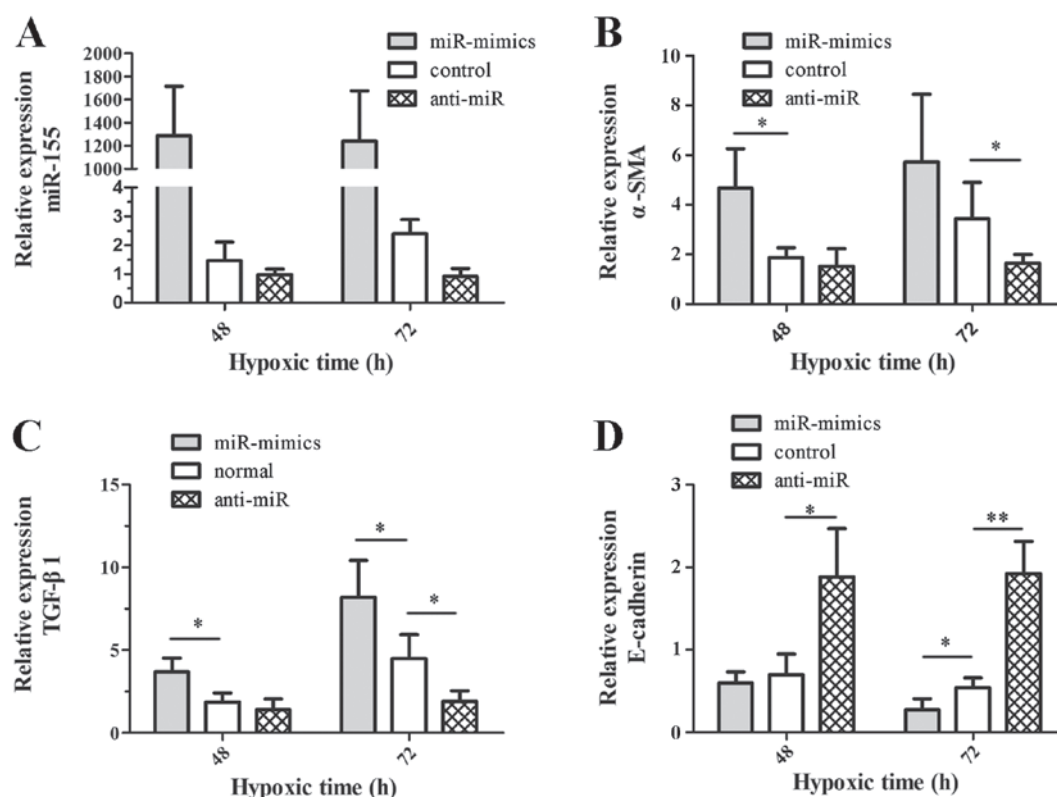 A
miR-mimics
control
anti-miR
2000
1800
1600
1400
1200
1000
4
3
2
1
0
48
72
Relative expression
miR-155
Hypoxic time (h)
B
miR-mimics
control
anti-miR
10
8
6
4
2
0
*
*
48
72
Relative expression
α-SMA
Hypoxic time (h)
C
miR-mimics
normal
anti-miR
15
10
5
0
*
*
*
48
72
Relative expression
TGF-β 1
Hypoxic time (h)
D
miR-mimics
control
anti-miR
3
2
1
0
*
**
*
48
72
Relative expression
E-cadherin
Hypoxic time (h)